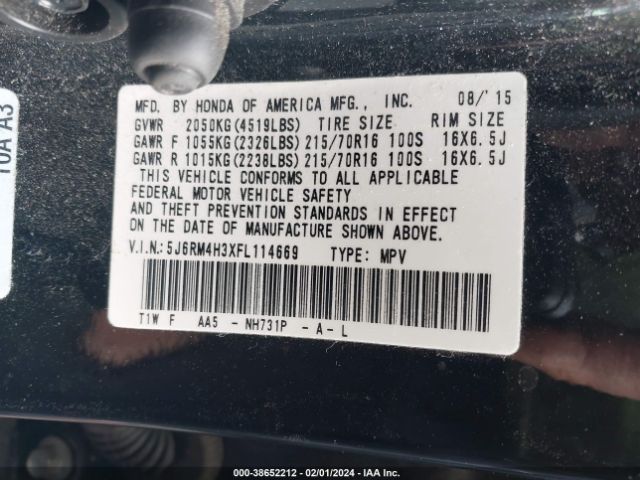 MFD. BY HONDA OF AMERICA MFG., INC. 08/'15
GVWR 2050KG(4519LBS) TIRE SIZE RIM SIZE
GAWR F 1055KG(2326LBS) 215/70R16 100S 16X6.5J
GAWR R 1015KG(2238LBS) 215/70R16 100S 16X6.5J
THIS VEHICLE CONFORMS TO ALL APPLICABLE
FEDERAL MOTOR VEHICLE SAFETY
AND THEFT PREVENTION STANDARDS IN EFFECT
ON THE DATE OF MANUFACTURE SHOWN ABOVE.
V.I.N.: 5J6RM4H3XFL114669 TYPE: MPV
T1W F AA5 - NH731P - A - L
10A A3
000-38652212 - 02/01/2024 - IAA Inc.